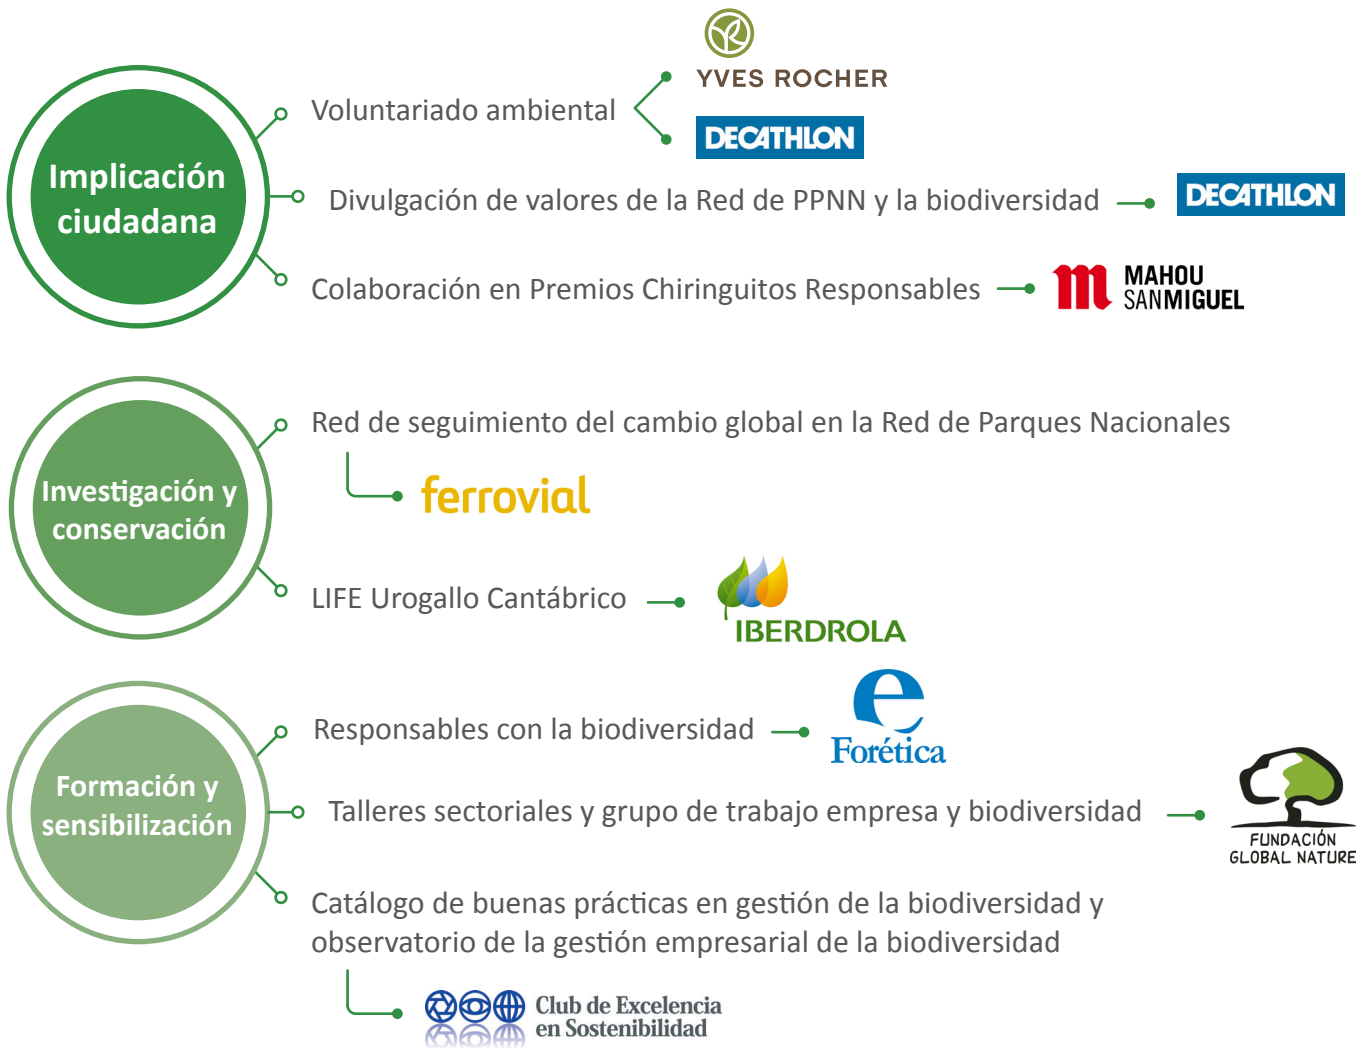 YVES ROCHER
Voluntariado ambiental
DECATHLON
Implicación
ciudadana
Divulgación de valores de la Red de PPNN y la biodiversidad
DECATHLON
Colaboración en Premios Chiringuitos Responsables
MAHOU
SANMIGUEL
Red de seguimiento del cambio global en la Red de Parques Nacionales
ferrovial
Investigación y
conservación
LIFE Urogallo Cantábrico
IBERDROLA
Responsables con la biodiversidad
e
Forética
Formación y
sensibilización
Talleres sectoriales y grupo de trabajo empresa y biodiversidad
FUNDACIÓN
GLOBAL NATURE
Catálogo de buenas prácticas en gestión de la biodiversidad y
observatorio de la gestión empresarial de la biodiversidad
Club de Excelencia
en Sostenibilidad